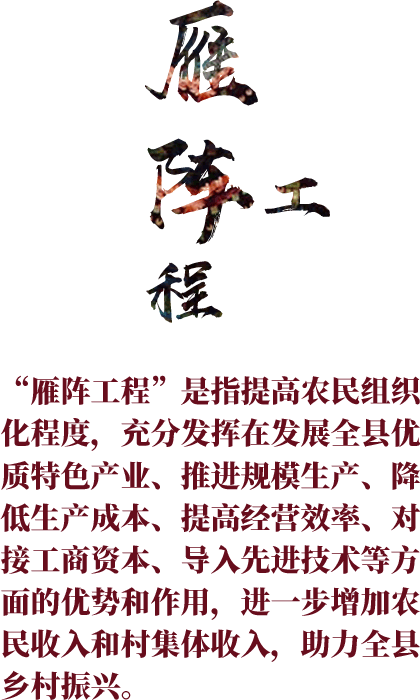 雁
阵
工
程
“雁阵工程”是指提高农民组织
化程度，充分发挥在发展全县优
质特色产业、推进规模生产、降
低生产成本、提高经营效率、对
接工商资本、导入先进技术等方
面的优势和作用，进一步增加农
民收入和村集体收入，助力全县
乡村振兴。